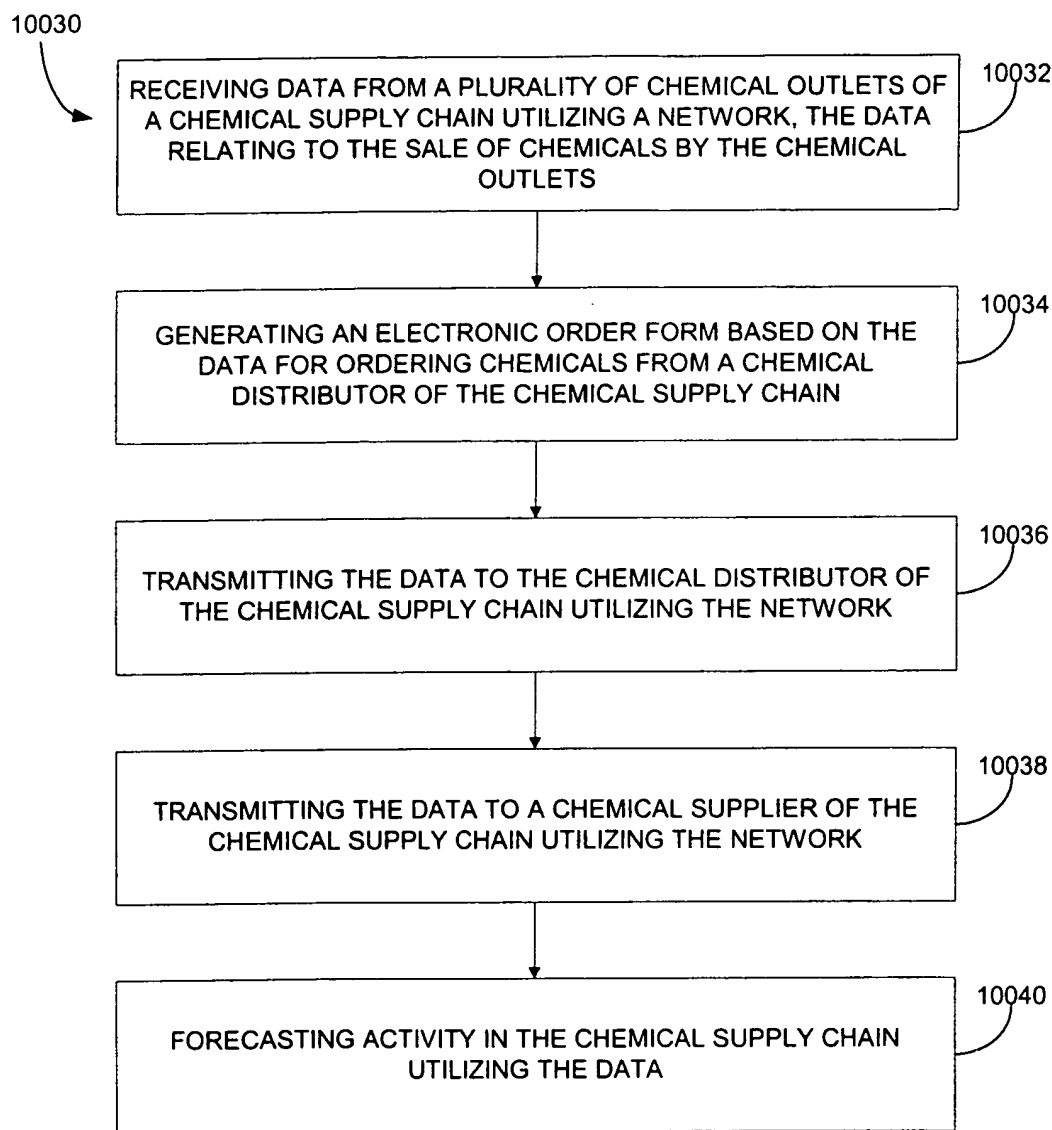 10030
10032
RECEIVING DATA FROM A PLURALITY OF CHEMICAL OUTLETS OF
A CHEMICAL SUPPLY CHAIN UTILIZING A NETWORK, THE DATA
RELATING TO THE SALE OF CHEMICALS BY THE CHEMICAL
OUTLETS
10034
GENERATING AN ELECTRONIC ORDER FORM BASED ON THE
DATA FOR ORDERING CHEMICALS FROM A CHEMICAL
DISTRIBUTOR OF THE CHEMICAL SUPPLY CHAIN
10036
TRANSMITTING THE DATA TO THE CHEMICAL DISTRIBUTOR OF
THE CHEMICAL SUPPLY CHAIN UTILIZING THE NETWORK
10038
TRANSMITTING THE DATA TO A CHEMICAL SUPPLIER OF THE
CHEMICAL SUPPLY CHAIN UTILIZING THE NETWORK
10040
FORECASTING ACTIVITY IN THE CHEMICAL SUPPLY CHAIN
UTILIZING THE DATA